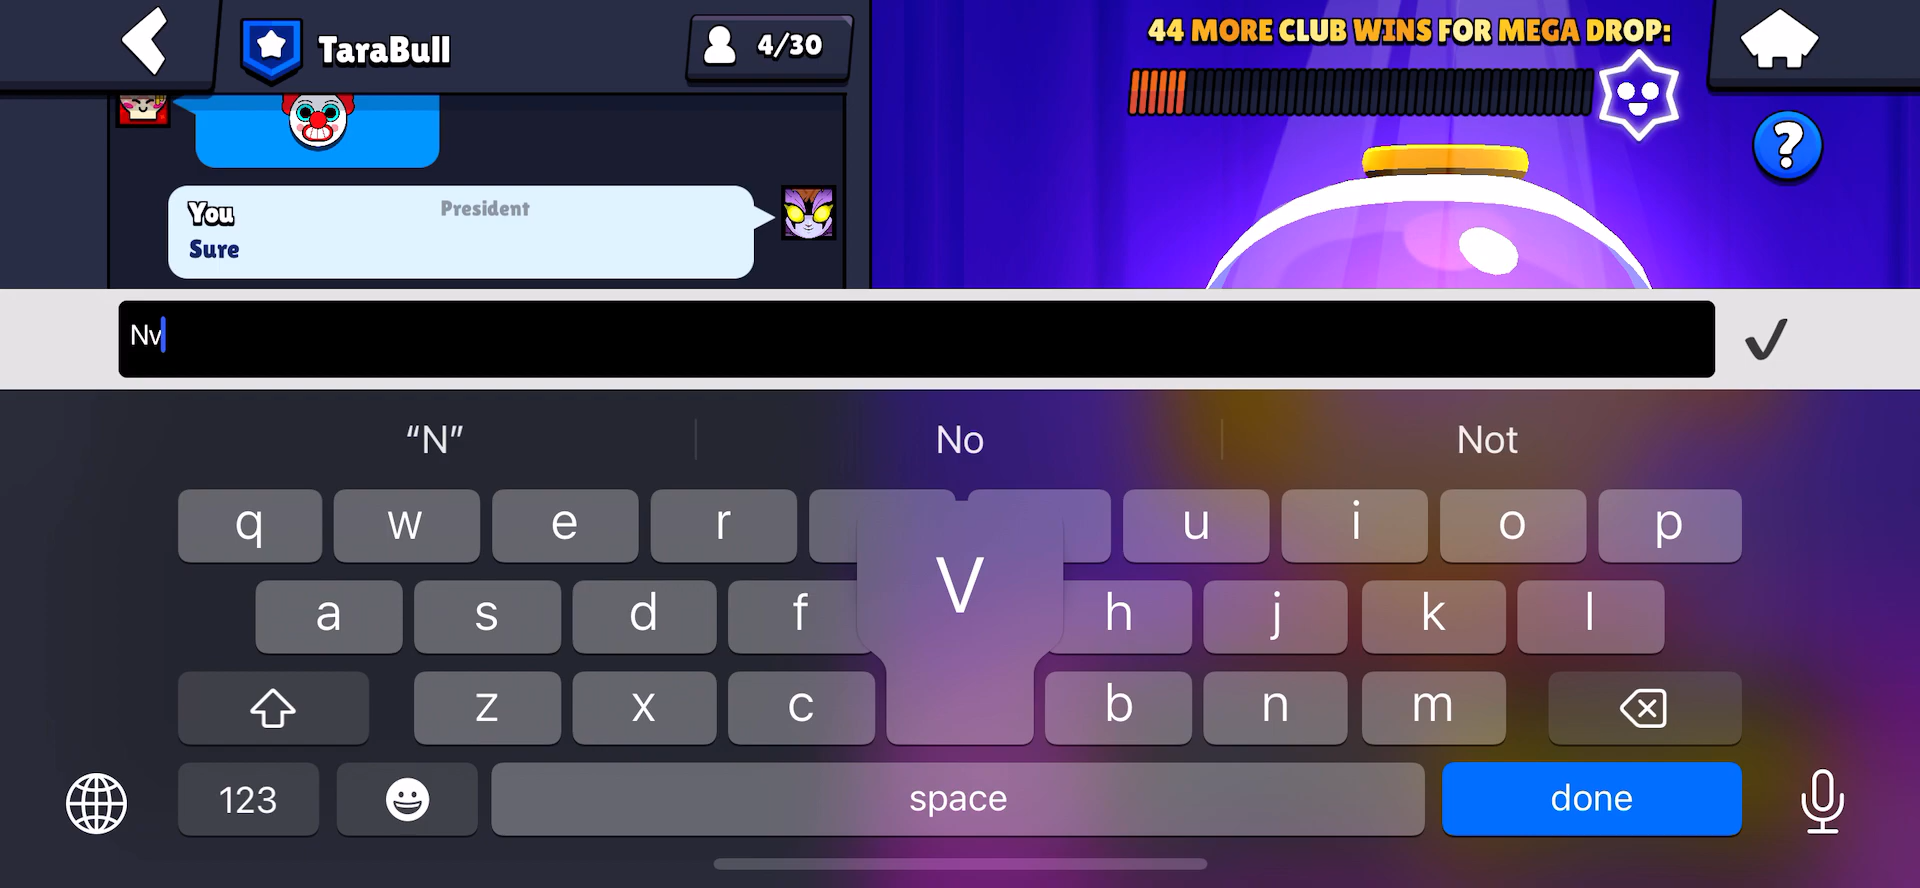 TaraBull
4/30
44 MORE CLUB WINS FOR MEGA DROP:
?
You
President
Sure
Nv
“N”
No
Not
q w e r u i o p
V
a s d f h j k l
z x c b n m
123
space
done